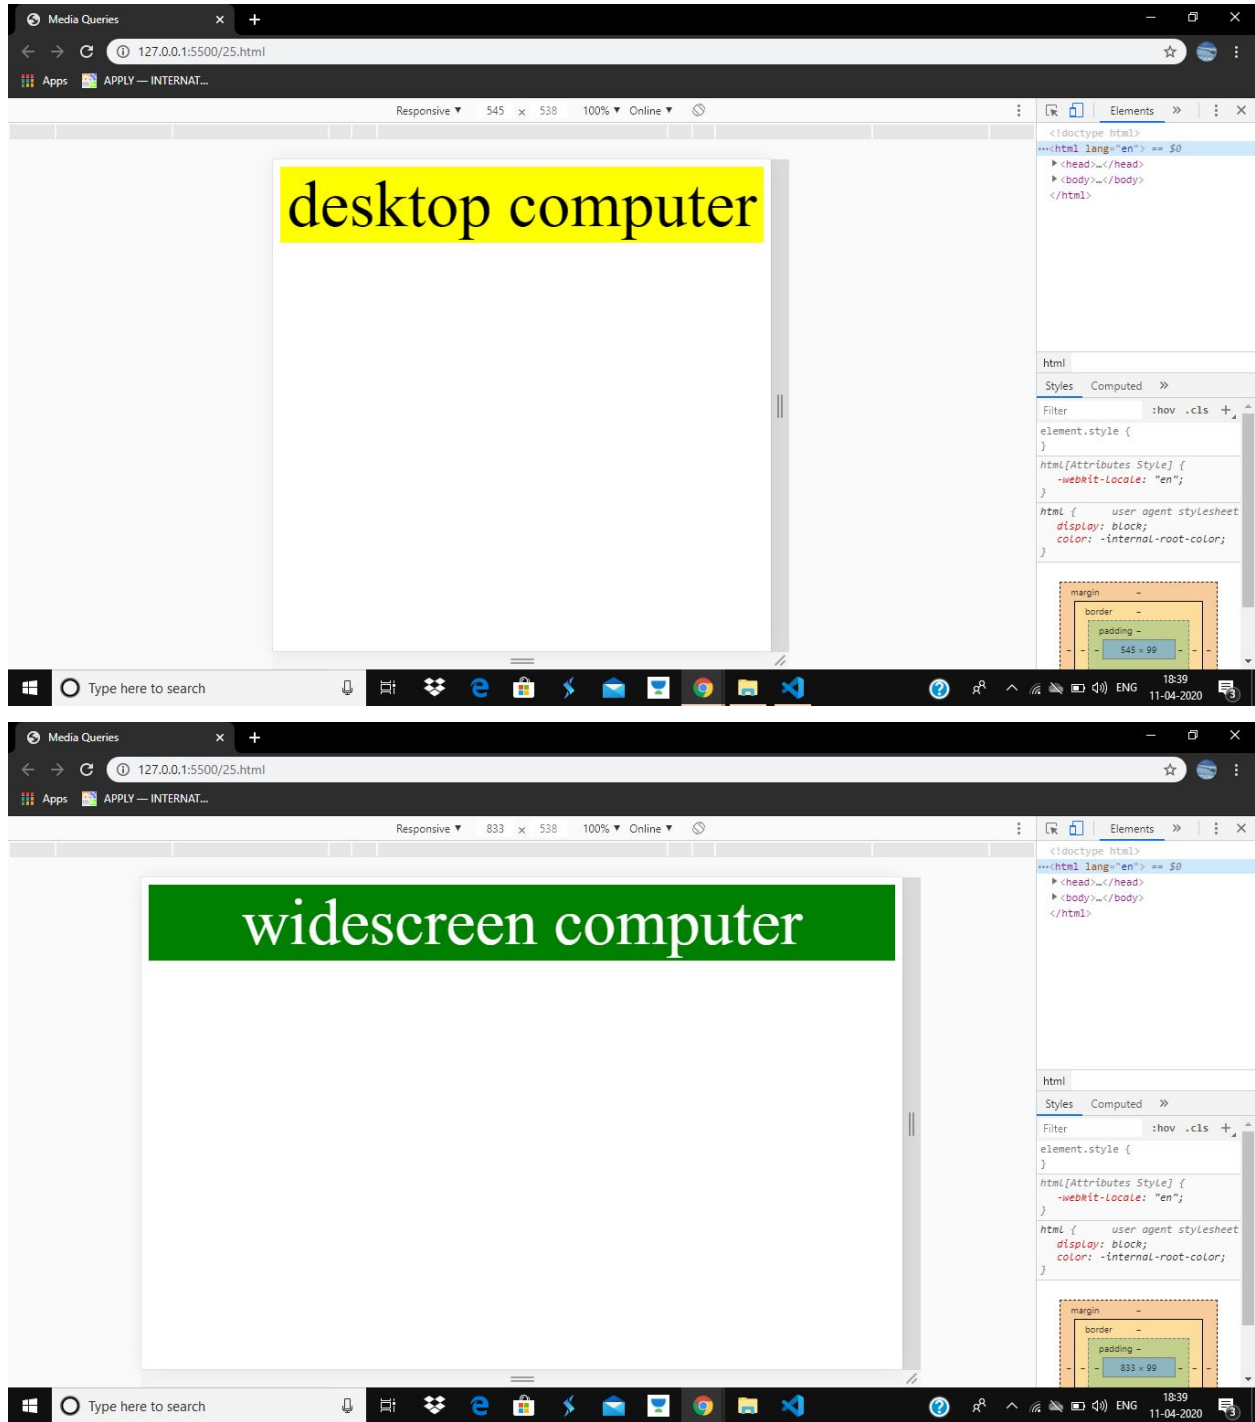 Media Queries
127.0.0.1:5500/25.html
Apps APPLY — INTERNAT...
Responsive ▼ 545 × 538 100% ▼ Online ▼
Elements »
<!doctype html>
···<html lang="en"> == $0
<head>…</head>
<body>…</body>
</html>
desktop computer
html
Styles Computed »
Filter :hov .cls +
element.style {
}
html[Attributes Style] {
-webkit-locale: "en";
}
html { user agent stylesheet
display: block;
color: -internal-root-color;
}
margin –
border –
padding –
– – – 545 × 99 – – –
Type here to search
ENG
18:39
11-04-2020
3
Media Queries
127.0.0.1:5500/25.html
Apps APPLY — INTERNAT...
Responsive ▼ 833 × 538 100% ▼ Online ▼
Elements »
<!doctype html>
···<html lang="en"> == $0
<head>…</head>
<body>…</body>
</html>
widescreen computer
html
Styles Computed »
Filter :hov .cls +
element.style {
}
html[Attributes Style] {
-webkit-locale: "en";
}
html { user agent stylesheet
display: block;
color: -internal-root-color;
}
margin –
border –
padding –
– – – 833 × 99 – – –
Type here to search
ENG
18:39
11-04-2020
3